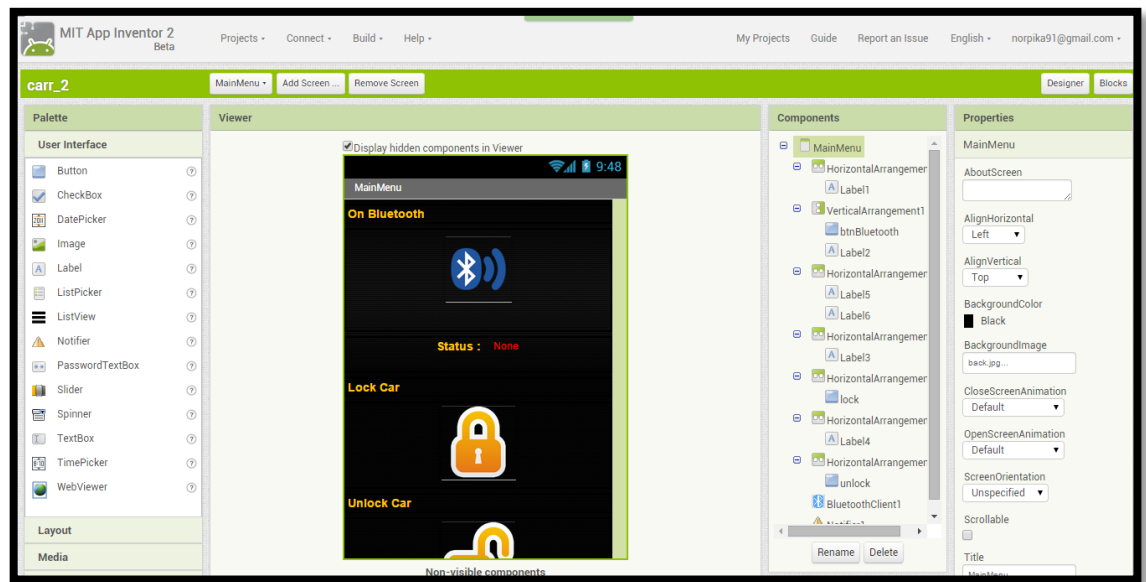 MIT App Inventor 2
Beta
Projects
Connect
Build
Help
My Projects
Guide
Report an Issue
English
norpika91@gmail.com
carr_2
MainMenu
Add Screen ...
Remove Screen
Designer
Blocks
Palette
User Interface
Button
CheckBox
DatePicker
Image
Label
ListPicker
ListView
Notifier
PasswordTextBox
Slider
Spinner
TextBox
TimePicker
WebViewer
Layout
Media
Viewer
Display hidden components in Viewer
9:48
MainMenu
On Bluetooth
Status : None
Lock Car
Unlock Car
Non-visible components
Components
MainMenu
HorizontalArrangemer
Label1
VerticalArrangement1
btnBluetooth
Label2
HorizontalArrangemer
Label5
Label6
HorizontalArrangemer
Label3
HorizontalArrangemer
lock
HorizontalArrangemer
Label4
HorizontalArrangemer
unlock
BluetoothClient1
Notifier1
Rename
Delete
Properties
MainMenu
AboutScreen
AlignHorizontal
Left
AlignVertical
Top
BackgroundColor
Black
BackgroundImage
back.jpg...
CloseScreenAnimation
Default
OpenScreenAnimation
Default
ScreenOrientation
Unspecified
Scrollable
Title
MainMenu